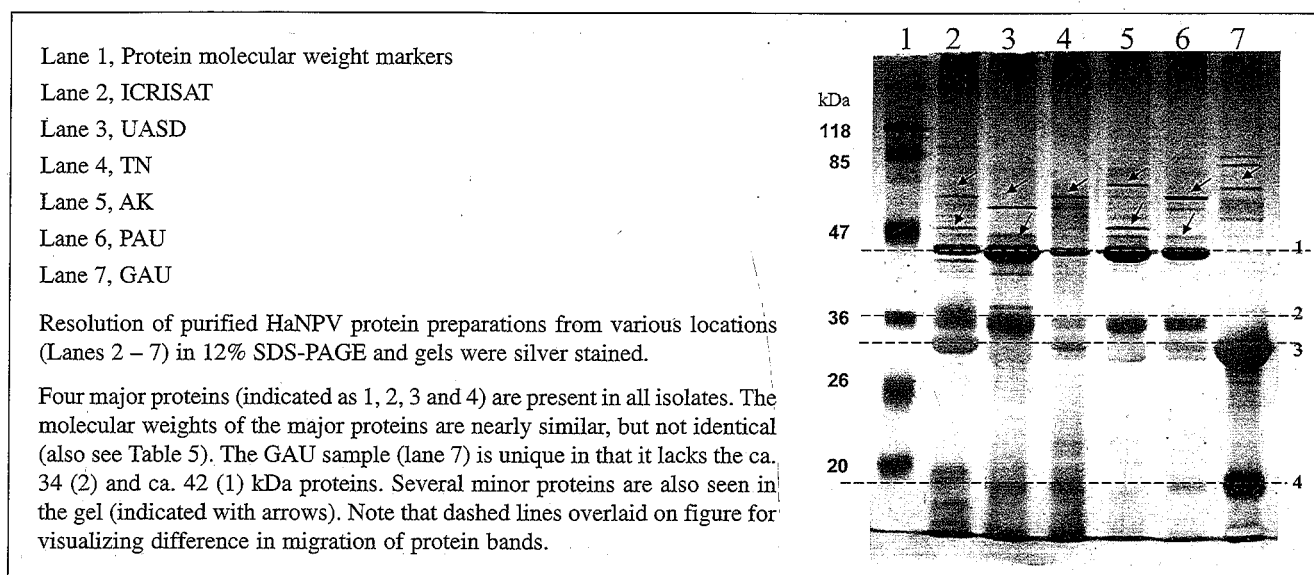 Lane 1, Protein molecular weight markers
Lane 2, ICRISAT
Lane 3, UASD
Lane 4, TN
Lane 5, AK
Lane 6, PAU
Lane 7, GAU
Resolution of purified HaNPV protein preparations from various locations
(Lanes 2 – 7) in 12% SDS-PAGE and gels were silver stained.
Four major proteins (indicated as 1, 2, 3 and 4) are present in all isolates. The
molecular weights of the major proteins are nearly similar, but not identical
(also see Table 5). The GAU sample (lane 7) is unique in that it lacks the ca.
34 (2) and ca. 42 (1) kDa proteins. Several minor proteins are also seen in
the gel (indicated with arrows). Note that dashed lines overlaid on figure for
visualizing difference in migration of protein bands.
1 2 3 4 5 6 7
kDa
118
85
47
1
36
2
3
26
20
4